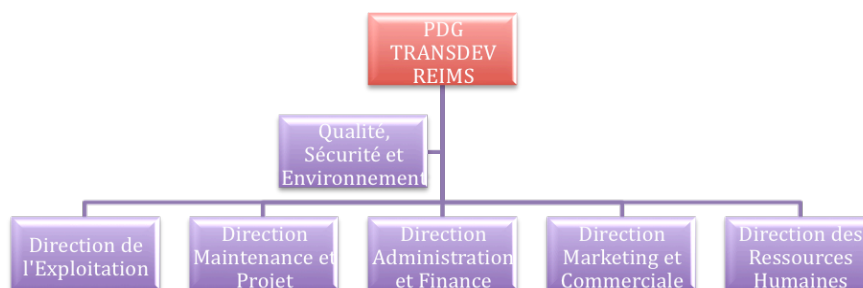 PDG
TRANSDEV
REIMS
Qualité,
Sécurité et
Environnement
Direction de
l'Exploitation
Direction
Maintenance et
Projet
Direction
Administration
et Finance
Direction
Marketing et
Commerciale
Direction des
Ressources
Humaines